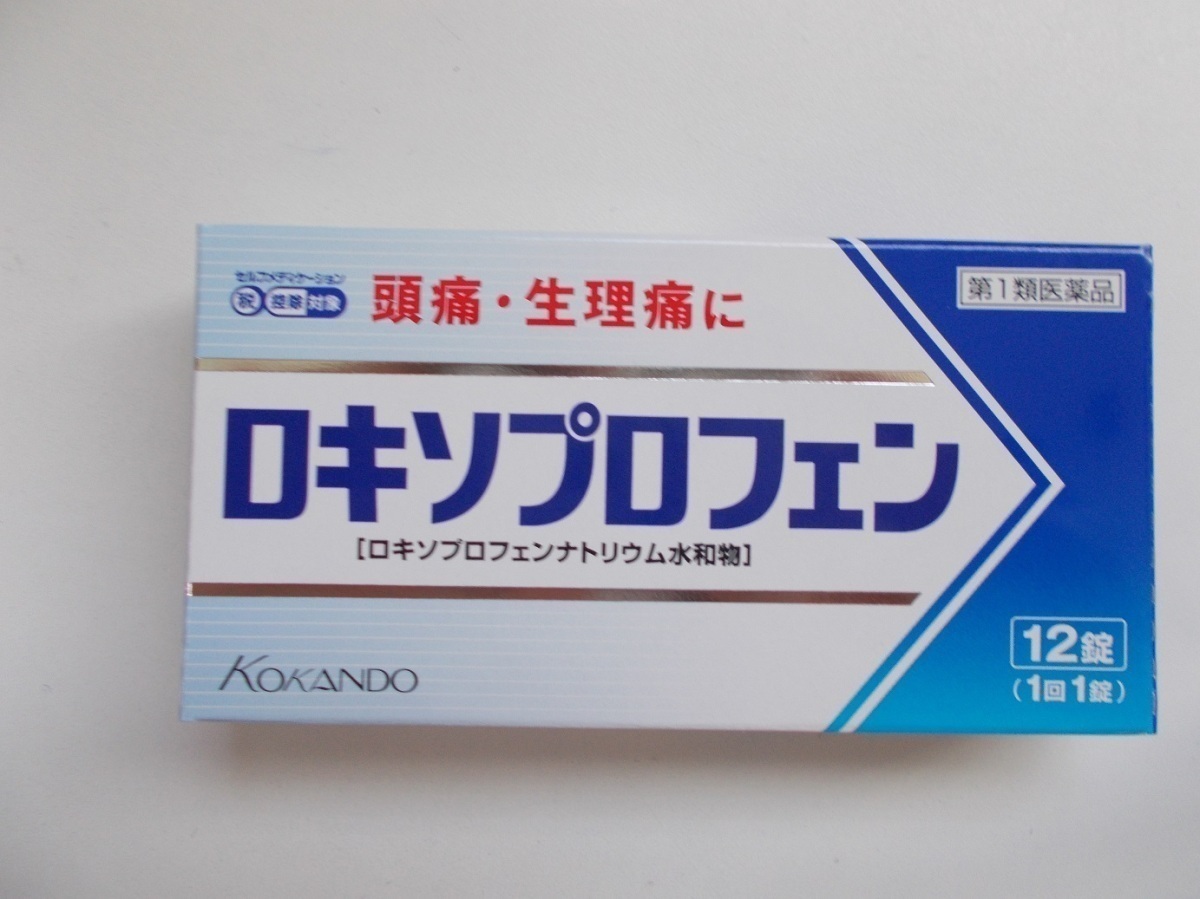 セルフメディケーション
税 控除 対象
頭痛・生理痛に
第1類医薬品
ロキソプロフェン
[ロキソプロフェンナトリウム水和物]
KOKANDO
12錠
(1回1錠)